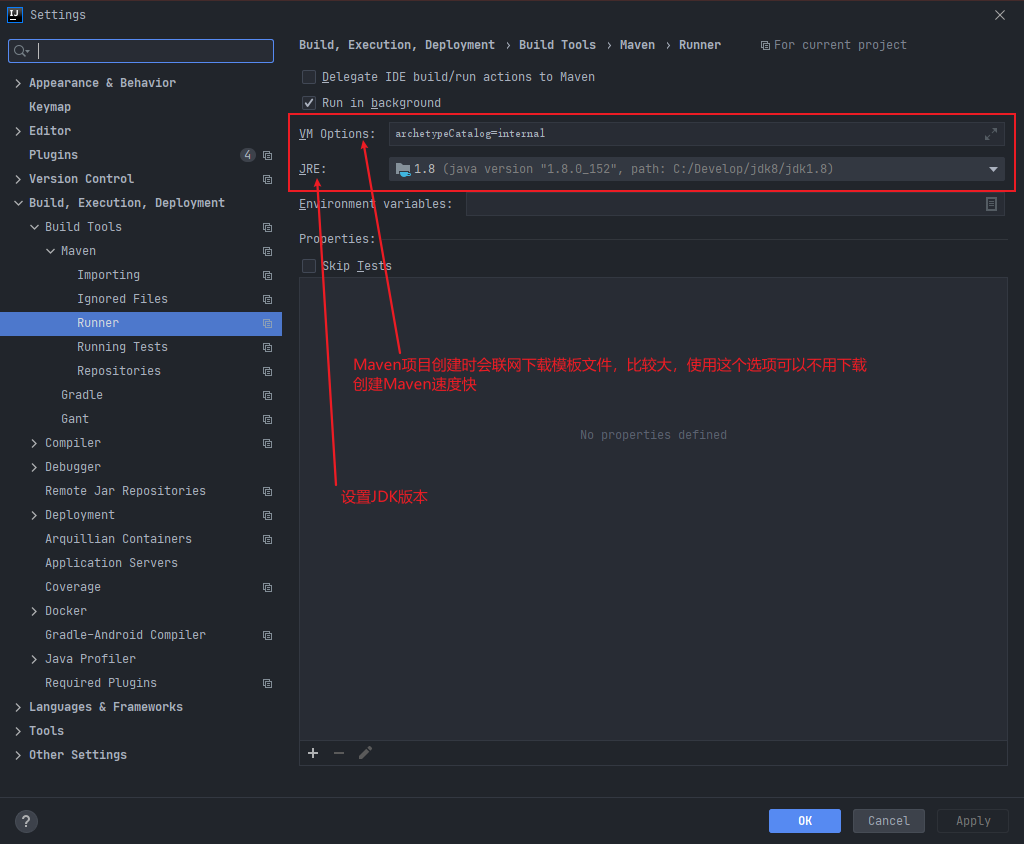 Settings
Appearance & Behavior
Keymap
Editor
Plugins 4
Version Control
Build, Execution, Deployment
Build Tools
Maven
Importing
Ignored Files
Runner
Running Tests
Repositories
Gradle
Gant
Compiler
Debugger
Remote Jar Repositories
Deployment
Arquillian Containers
Application Servers
Coverage
Docker
Gradle-Android Compiler
Java Profiler
Required Plugins
Languages & Frameworks
Tools
Other Settings
Build, Execution, Deployment › Build Tools › Maven › Runner For current project
Delegate IDE build/run actions to Maven
Run in background
VM Options: archetypeCatalog=internal
JRE: 1.8 (java version "1.8.0_152", path: C:/Develop/jdk8/jdk1.8)
Environment variables:
Properties:
Skip Tests
Maven项目创建时会联网下载模板文件，比较大，使用这个选项可以不用下载
创建Maven速度快
No properties defined
设置JDK版本
? OK Cancel Apply